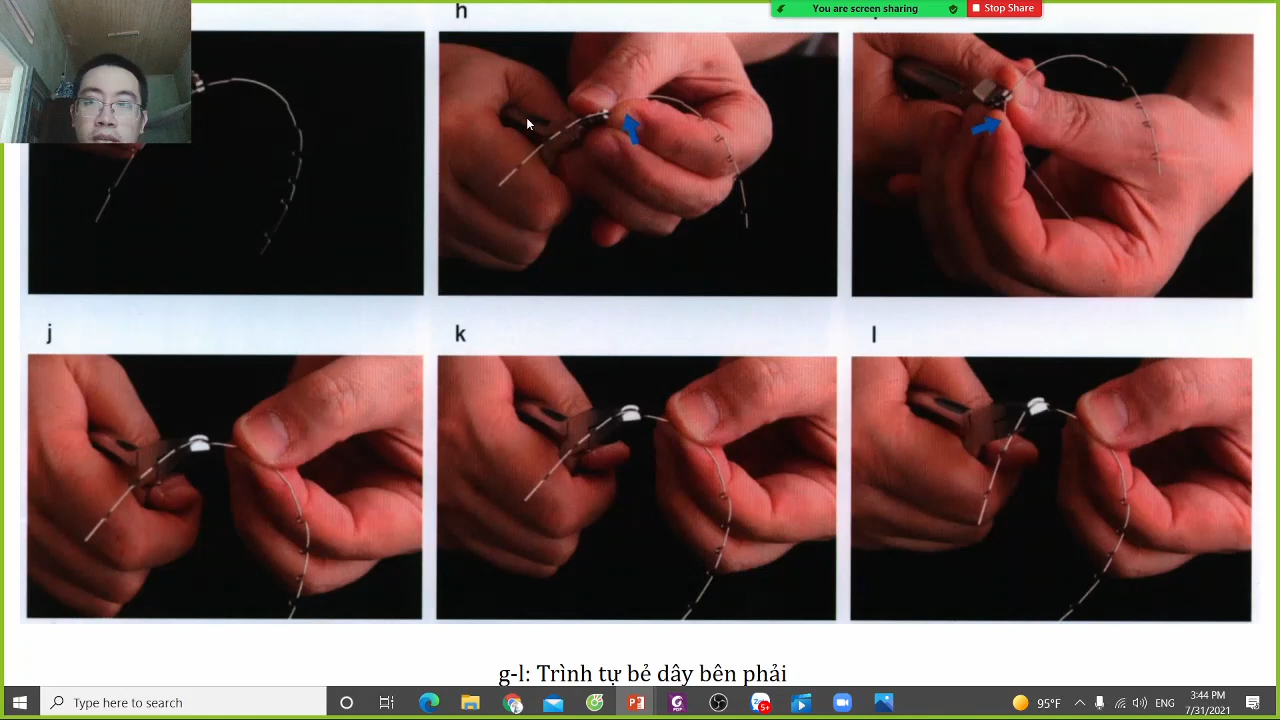 You are screen sharing
Stop Share
h
j
k
l
g-l: Trình tự bẻ dây bên phải
Type here to search
95°F
ENG
3:44 PM
7/31/2021